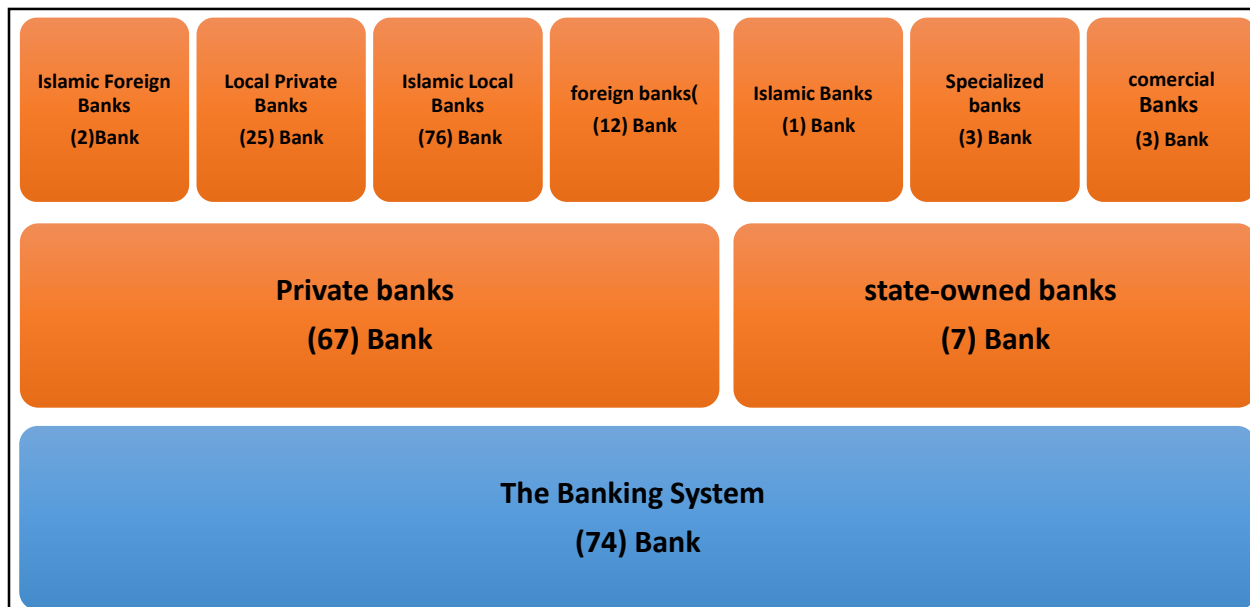 Islamic Foreign
Banks
(2)Bank
Local Private
Banks
(25) Bank
Islamic Local
Banks
(76) Bank
foreign banks(
(12) Bank
Islamic Banks
(1) Bank
Specialized
banks
(3) Bank
comercial
Banks
(3) Bank
Private banks
(67) Bank
state-owned banks
(7) Bank
The Banking System
(74) Bank